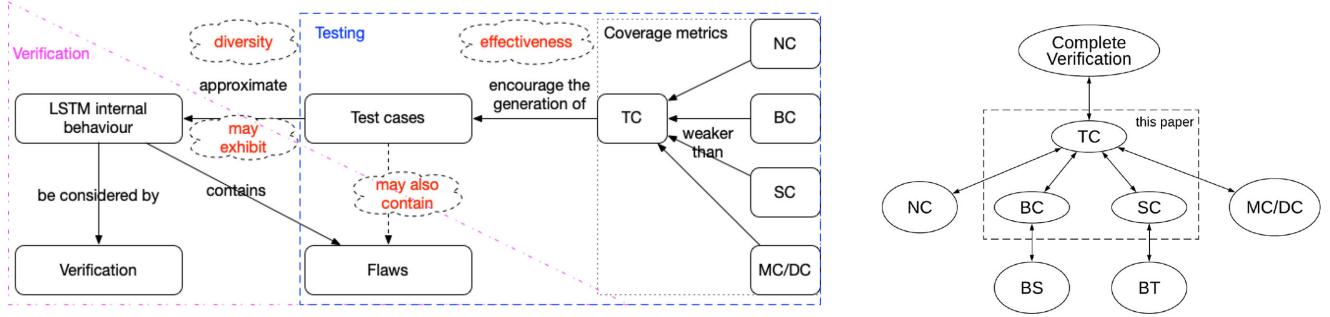 Verification
diversity
Testing
effectiveness
Coverage metrics
NC
approximate
encourage the
generation of
LSTM internal
behaviour
Test cases
TC
BC
may
exhibit
weaker
than
be considered by
contains
may also
contain
SC
Verification
Flaws
MC/DC
Complete
Verification
this paper
TC
NC
BC
SC
MC/DC
BS
BT